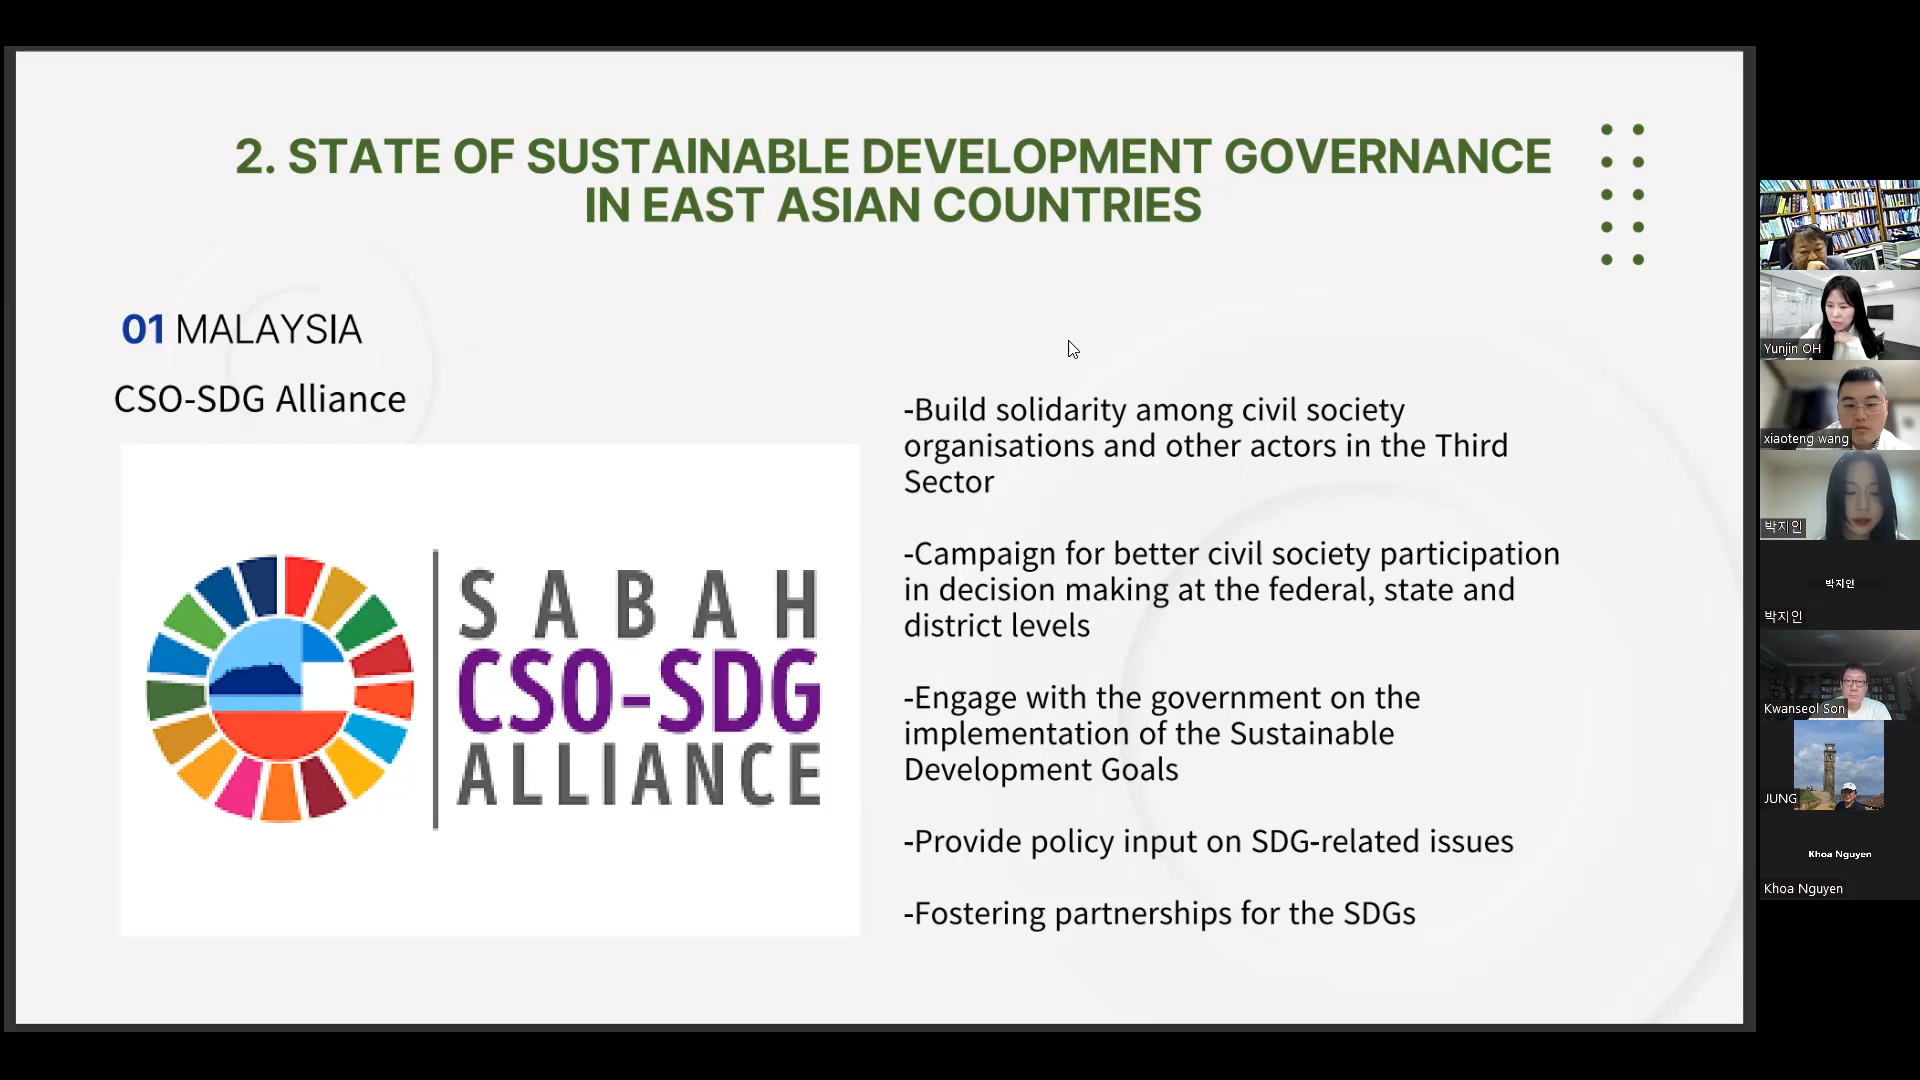 2. STATE OF SUSTAINABLE DEVELOPMENT GOVERNANCE
IN EAST ASIAN COUNTRIES
01 MALAYSIA
CSO-SDG Alliance
SABAH
CSO-SDG
ALLIANCE
-Build solidarity among civil society
organisations and other actors in the Third
Sector
-Campaign for better civil society participation
in decision making at the federal, state and
district levels
-Engage with the government on the
implementation of the Sustainable
Development Goals
-Provide policy input on SDG-related issues
-Fostering partnerships for the SDGs
Yunjin OH
xiaoteng wang
박지인
박지인
박지인
Kwanseol Son
JUNG
Khoa Nguyen
Khoa Nguyen